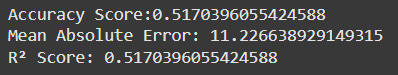 Accuracy Score:0.5170396055424588
Mean Absolute Error: 11.226638929149315
R² Score: 0.5170396055424588